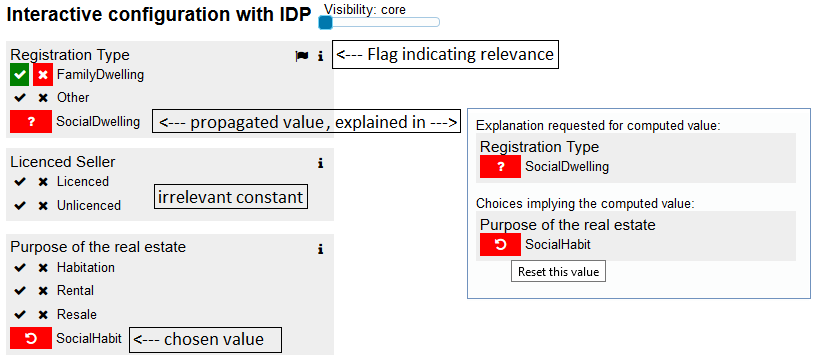 Interactive configuration with IDP
Visibility: core
Registration Type
i
<--- Flag indicating relevance
FamilyDwelling
Other
? SocialDwelling
<--- propagated value, explained in --->
Licenced Seller
i
Licenced
Unlicenced
irrelevant constant
Purpose of the real estate
i
Habitation
Rental
Resale
SocialHabit
<--- chosen value
Explanation requested for computed value:
Registration Type
? SocialDwelling
Choices implying the computed value:
Purpose of the real estate
SocialHabit
Reset this value